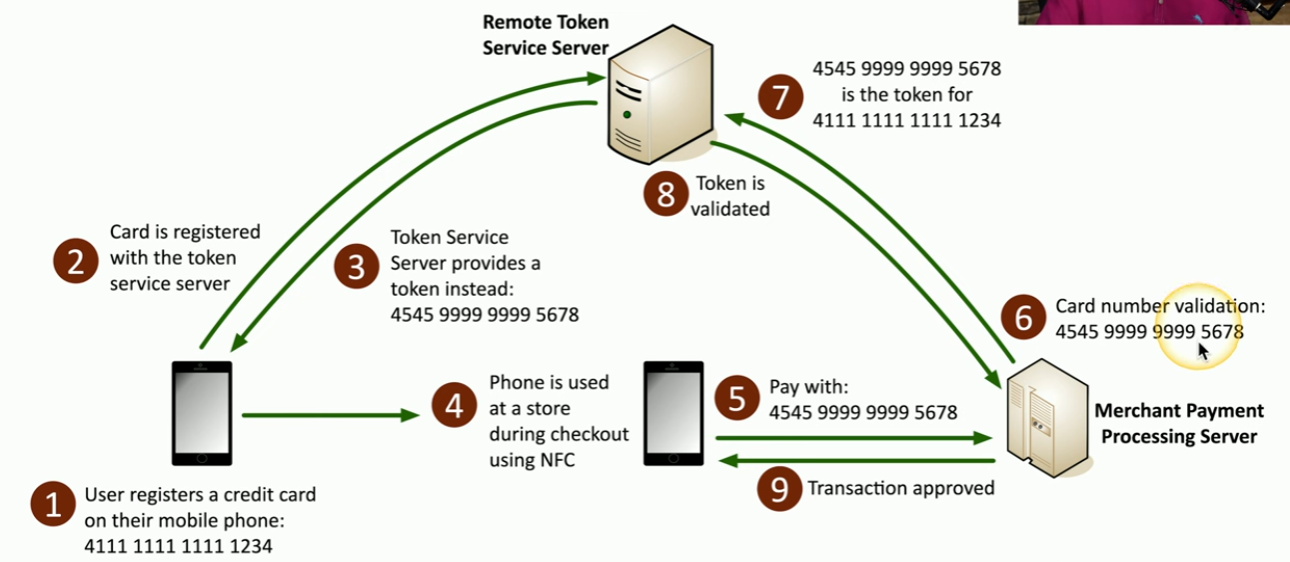 Remote Token
Service Server
7
4545 9999 9999 5678
is the token for
4111 1111 1111 1234
8
Token is
validated
2
Card is registered
with the token
service server
3
Token Service
Server provides a
token instead:
4545 9999 9999 5678
6
Card number validation:
4545 9999 9999 5678
4
Phone is used
at a store
during checkout
using NFC
5
Pay with:
4545 9999 9999 5678
Merchant Payment
Processing Server
9
Transaction approved
1
User registers a credit card
on their mobile phone:
4111 1111 1111 1234